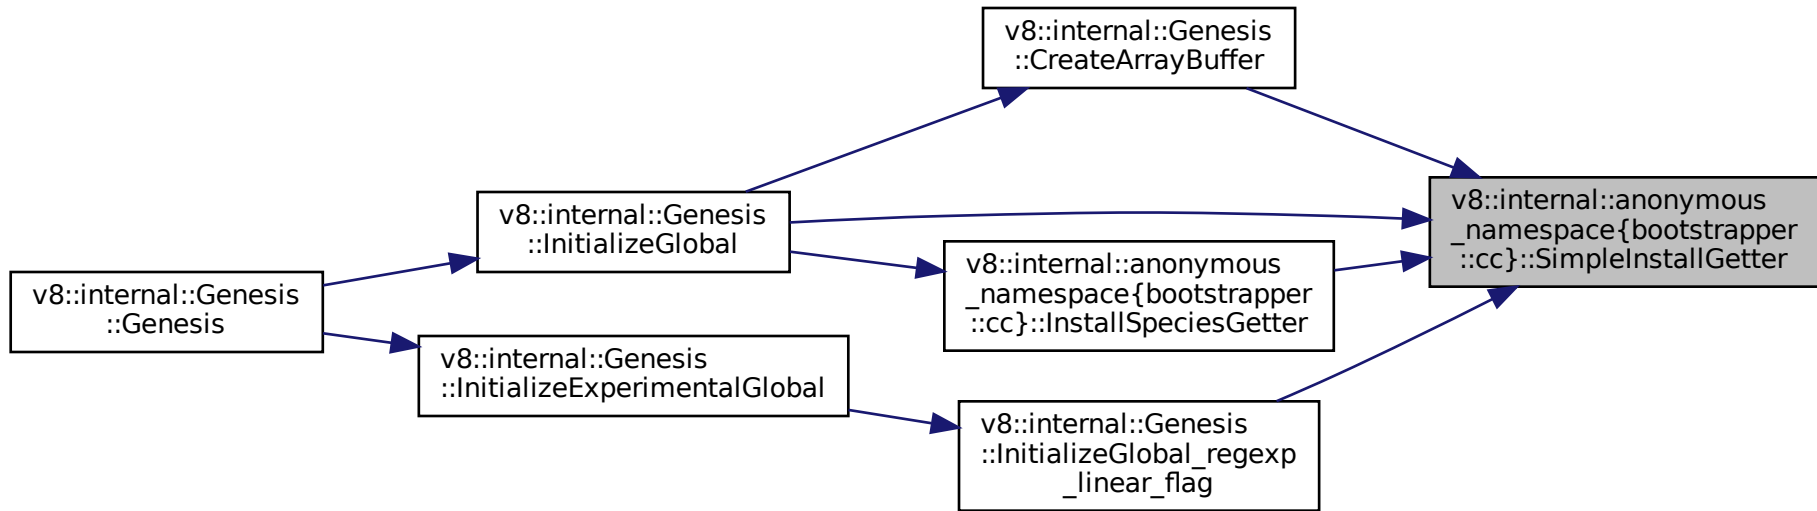 v8::internal::Genesis
::CreateArrayBuffer
v8::internal::anonymous
_namespace{bootstrapper
::cc}::SimpleInstallGetter
v8::internal::Genesis
::InitializeGlobal
v8::internal::anonymous
_namespace{bootstrapper
::cc}::InstallSpeciesGetter
v8::internal::Genesis
::Genesis
v8::internal::Genesis
::InitializeExperimentalGlobal
v8::internal::Genesis
::InitializeGlobal_regexp
_linear_flag